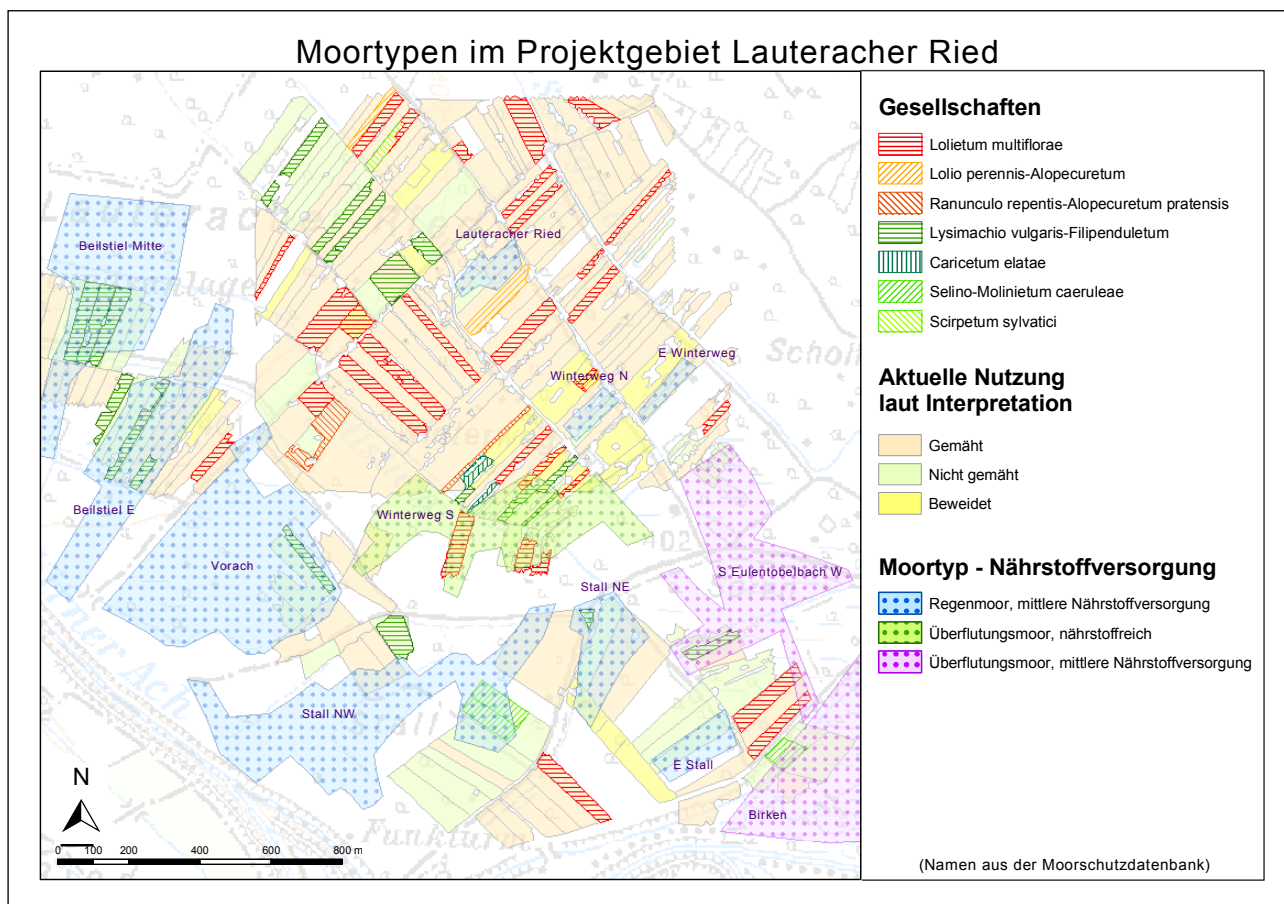 Moortypen im Projektgebiet Lauteracher Ried
Beilstiel Mitte
Lauteracher Ried
E Winterweg
Winterweg N
Beilstiel E
Winterweg S
Vorach
Stall NE
S Eulentobelbach W
Stall NW
E Stall
Birken
Funkturm
N
0 100 200 400 600 800 m
Gesellschaften
Lolietum multiflorae
Lolio perennis-Alopecuretum
Ranunculo repentis-Alopecuretum pratensis
Lysimachio vulgaris-Filipenduletum
Caricetum elatae
Selino-Molinietum caeruleae
Scirpetum sylvatici
Aktuelle Nutzung
laut Interpretation
Gemäht
Nicht gemäht
Beweidet
Moortyp - Nährstoffversorgung
Regenmoor, mittlere Nährstoffversorgung
Überflutungsmoor, nährstoffreich
Überflutungsmoor, mittlere Nährstoffversorgung
(Namen aus der Moorschutzdatenbank)